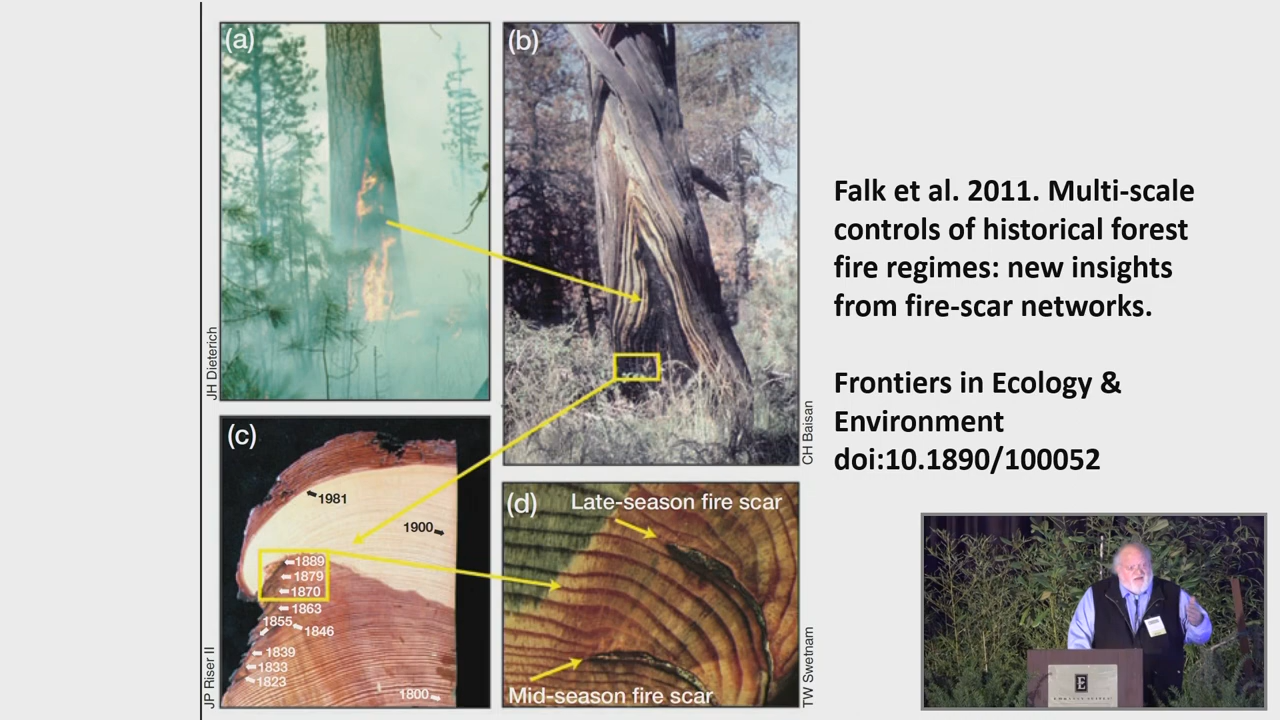 (a)
JH Dieterich
(b)
CH Baisan
(c)
1981
1900
1889
1879
1870
1863
1855
1846
1839
1833
1823
1800
JP Riser II
(d)
Late-season fire scar
Mid-season fire scar
TW Swetnam
Falk et al. 2011. Multi-scale
controls of historical forest
fire regimes: new insights
from fire-scar networks.
Frontiers in Ecology &
Environment
doi:10.1890/100052
E